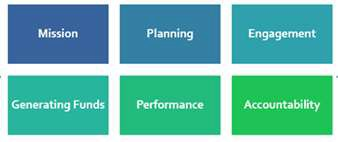 Mission
Planning
Engagement
Generating Funds
Performance
Accountability